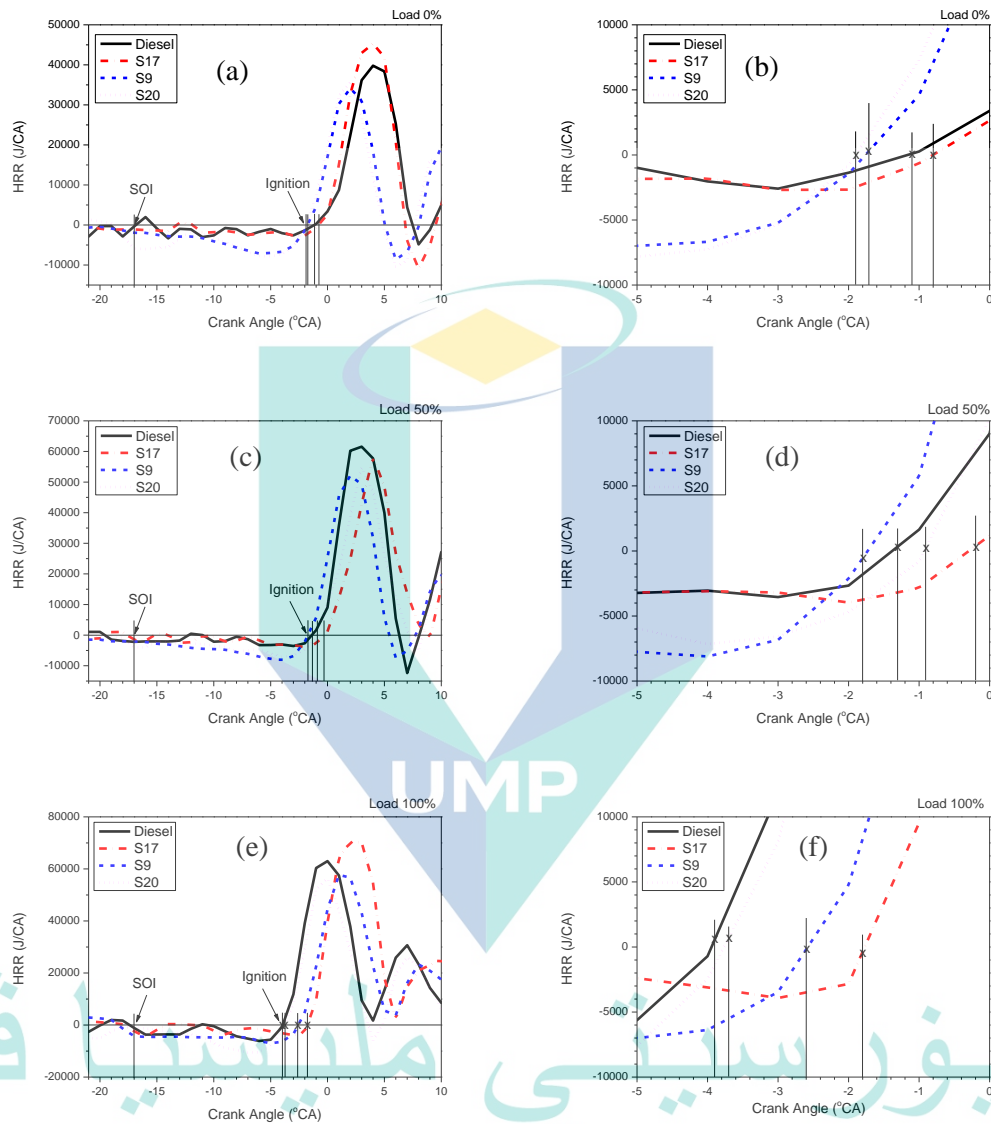 Load 0%
HRR (J/CA)
50000
40000
30000
20000
10000
0
-10000
Diesel
S17
S9
S20
(a)
SOI
Ignition
-20 -15 -10 -5 0 5 10
Crank Angle (°CA)
Load 0%
HRR (J/CA)
10000
5000
0
-5000
-10000
Diesel
S17
S9
S20
(b)
-5 -4 -3 -2 -1 0
Crank Angle (°CA)
Load 50%
HRR (J/CA)
70000
60000
50000
40000
30000
20000
10000
0
-10000
Diesel
S17
S9
S20
(c)
SOI
Ignition
-20 -15 -10 -5 0 5 10
Crank Angle (°CA)
Load 50%
HRR (J/CA)
10000
5000
0
-5000
-10000
Diesel
S17
S9
S20
(d)
-5 -4 -3 -2 -1 0
Crank Angle (°CA)
UMP
Load 100%
HRR (J/CA)
80000
60000
40000
20000
0
-20000
Diesel
S17
S9
S20
(e)
SOI
Ignition
-20 -15 -10 -5 0 5 10
Crank Angle (°CA)
Load 100%
HRR (J/CA)
10000
5000
0
-5000
-10000
Diesel
S17
S9
S20
(f)
-5 -4 -3 -2 -1 0
Crank Angle (°CA)